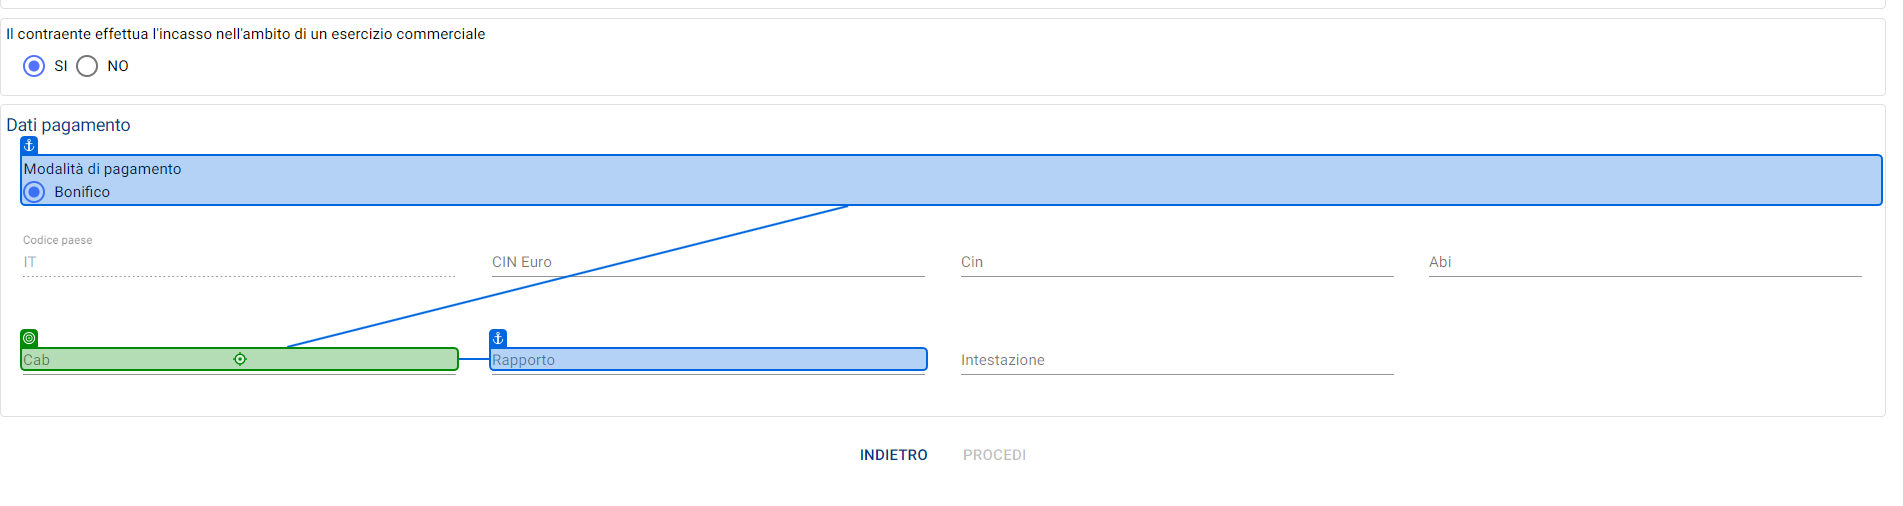 Il contraente effettua l'incasso nell'ambito di un esercizio commerciale
SI NO
Dati pagamento
Modalità di pagamento
Bonifico
Codice paese
IT CIN Euro Cin Abi
Cab Rapporto Intestazione
INDIETRO PROCEDI